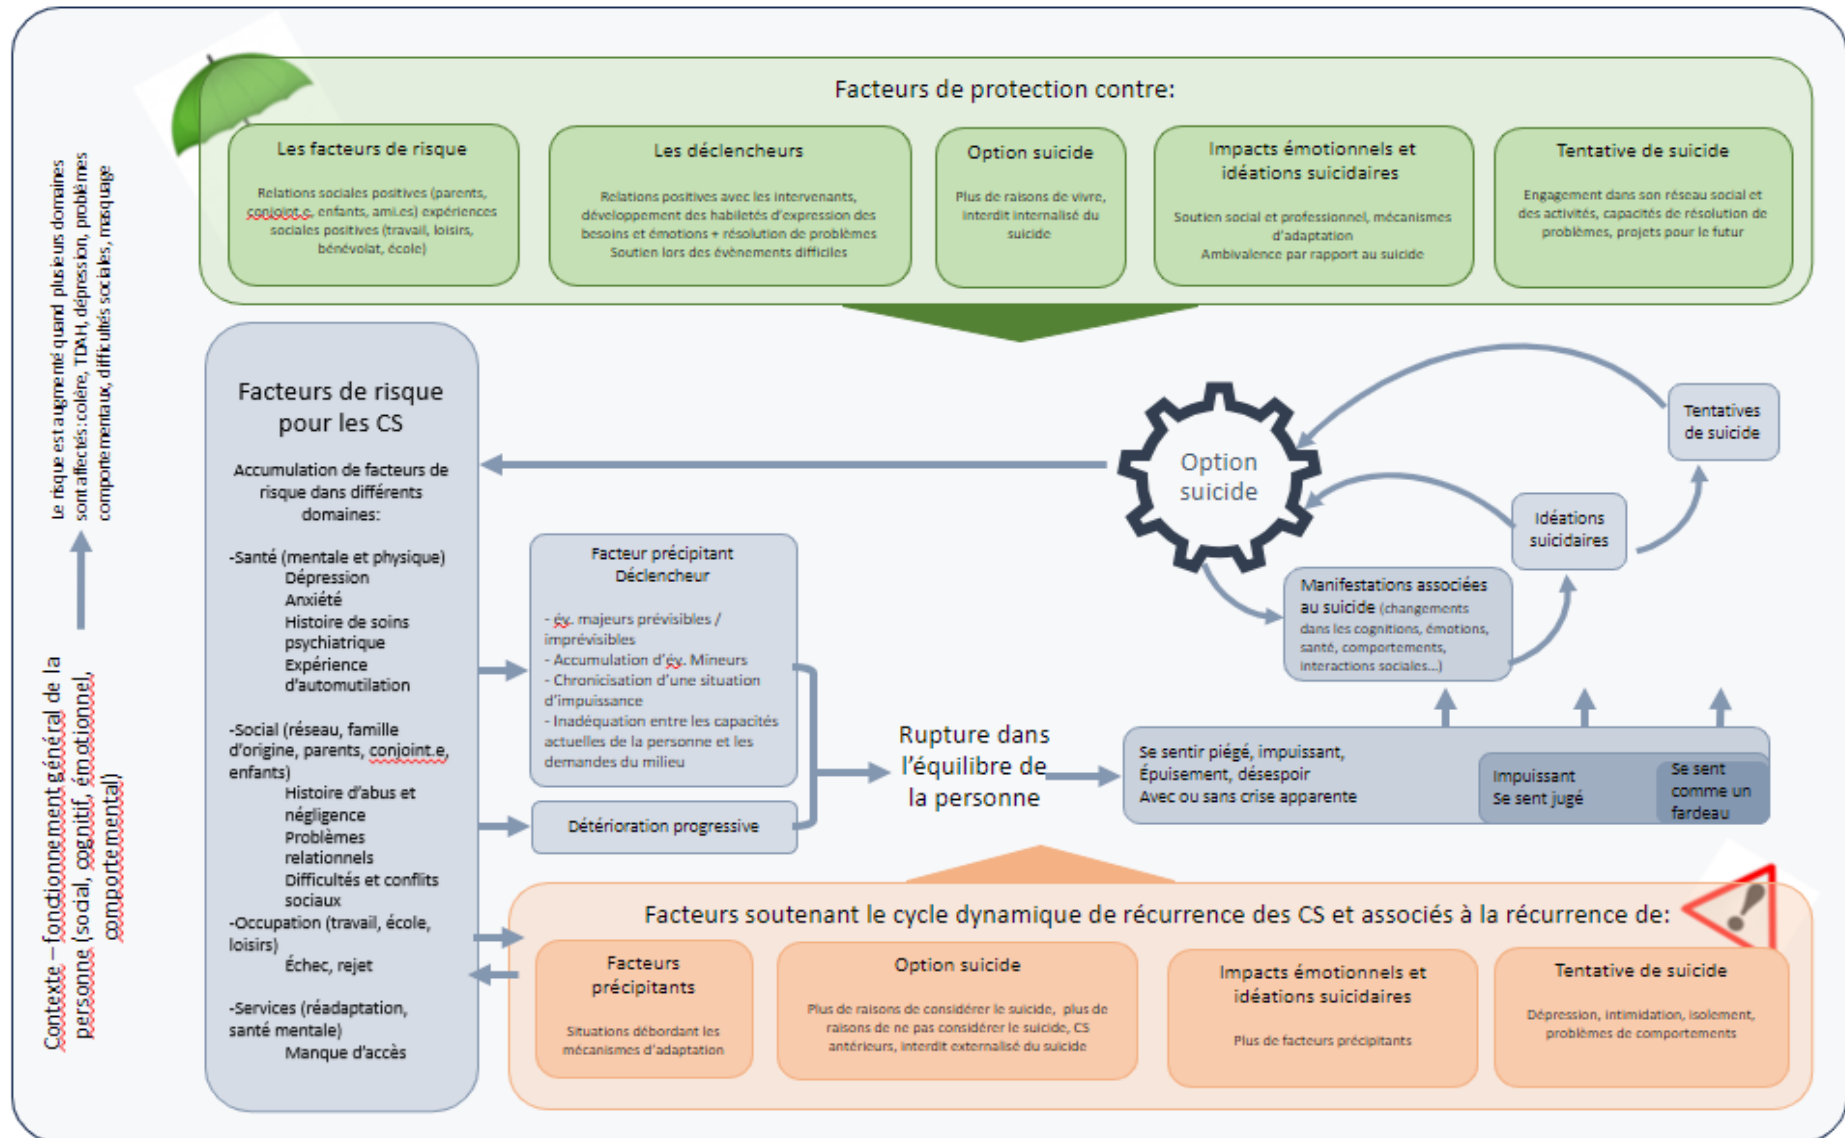 Facteurs de protection contre:
Les facteurs de risque
Relations sociales positives (parents,
conjoint.e, enfants, ami.es) expériences
sociales positives (travail, loisirs,
bénévolat, école)
Les déclencheurs
Relations positives avec les intervenants,
développement des habiletés d'expression des
besoins et émotions + résolution de problèmes
Soutien lors des évènements difficiles
Option suicide
Plus de raisons de vivre,
interdit internalisé du
suicide
Impacts émotionnels et
idéations suicidaires
Soutien social et professionnel, mécanismes
d'adaptation
Ambivalence par rapport au suicide
Tentative de suicide
Engagement dans son réseau social et
des activités, capacités de résolution de
problèmes, projets pour le futur
Le risque est augmenté quand plusieurs domaines
sont affectés: colère, TDAH, dépression, problèmes
comportementaux, difficultés sociales, masquage
Contexte – fonctionnement général de la
personne (social, cognitif, émotionnel,
comportemental)
Facteurs de risque
pour les CS
Accumulation de facteurs de
risque dans différents
domaines:
-Santé (mentale et physique)
Dépression
Anxiété
Histoire de soins
psychiatrique
Expérience
d'automutilation
-Social (réseau, famille
d'origine, parents, conjoint.e,
enfants)
Histoire d'abus et
négligence
Problèmes
relationnels
Difficultés et conflits
sociaux
-Occupation (travail, école,
loisirs)
Échec, rejet
-Services (réadaptation,
santé mentale)
Manque d'accès
Facteur précipitant
Déclencheur
- év. majeurs prévisibles /
imprévisibles
- Accumulation d'év. Mineurs
- Chronicisation d'une situation
d'impuissance
- Inadéquation entre les capacités
actuelles de la personne et les
demandes du milieu
Détérioration progressive
Rupture dans
l'équilibre de
la personne
Se sentir piégé, impuissant,
Épuisement, désespoir
Avec ou sans crise apparente
Impuissant
Se sent jugé
Se sent
comme un
fardeau
Option
suicide
Manifestations associées
au suicide (changements
dans les cognitions, émotions,
santé, comportements,
interactions sociales...)
Idéations
suicidaires
Tentatives
de suicide
Facteurs soutenant le cycle dynamique de récurrence des CS et associés à la récurrence de:
Facteurs
précipitants
Situations débordant les
mécanismes d'adaptation
Option suicide
Plus de raisons de considérer le suicide, plus de
raisons de ne pas considérer le suicide, CS
antérieurs, interdit externalisé du suicide
Impacts émotionnels et
idéations suicidaires
Plus de facteurs précipitants
Tentative de suicide
Dépression, intimidation, isolement,
problèmes de comportements